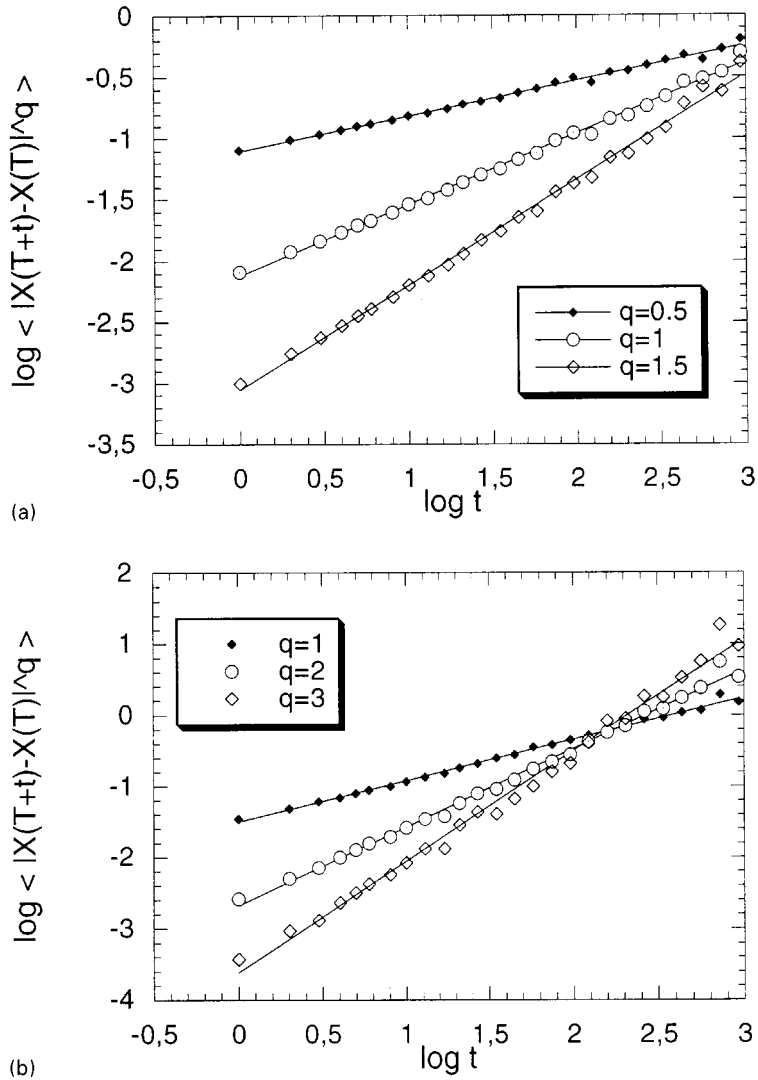 0
-0,5
-1
-1,5
-2
-2,5
-3
-3,5
log < |X(T+t)-X(T)|^q >
q=0.5
q=1
q=1.5
-0,5 0 0,5 1 1,5 2 2,5 3
log t
(a)
2
1
0
-1
-2
-3
-4
log < |X(T+t)-X(T)|^q >
q=1
q=2
q=3
-0,5 0 0,5 1 1,5 2 2,5 3
log t
(b)